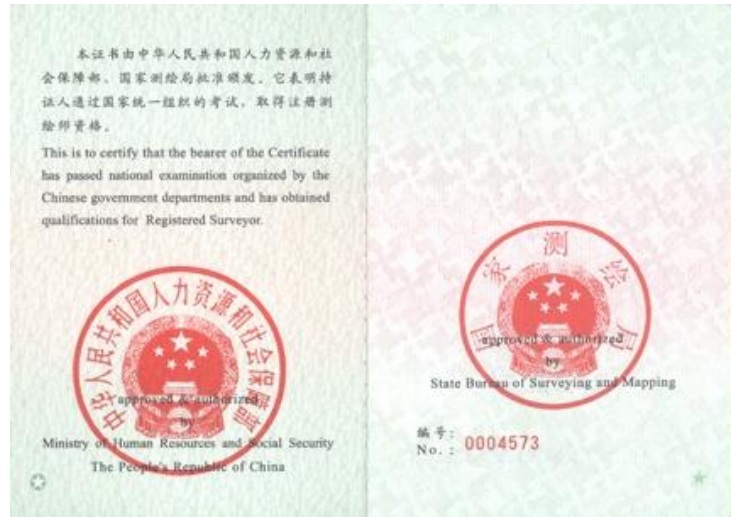 本证书由中华人民共和国人力资源和社
会保障部、国家测绘局批准颁发。它表明持
证人通过国家统一组织的考试，取得注册测
绘师资格。
This is to certify that the bearer of the Certificate
has passed national examination organized by the
Chinese government departments and has obtained
qualifications for Registered Surveyor.
中华人民共和国人力资源和社会保障部
approved & authorized
by
Ministry of Human Resources and Social Security
The People's Republic of China
国家测绘局
approved & authorized
by
State Bureau of Surveying and Mapping
编号:
No. : 0004573